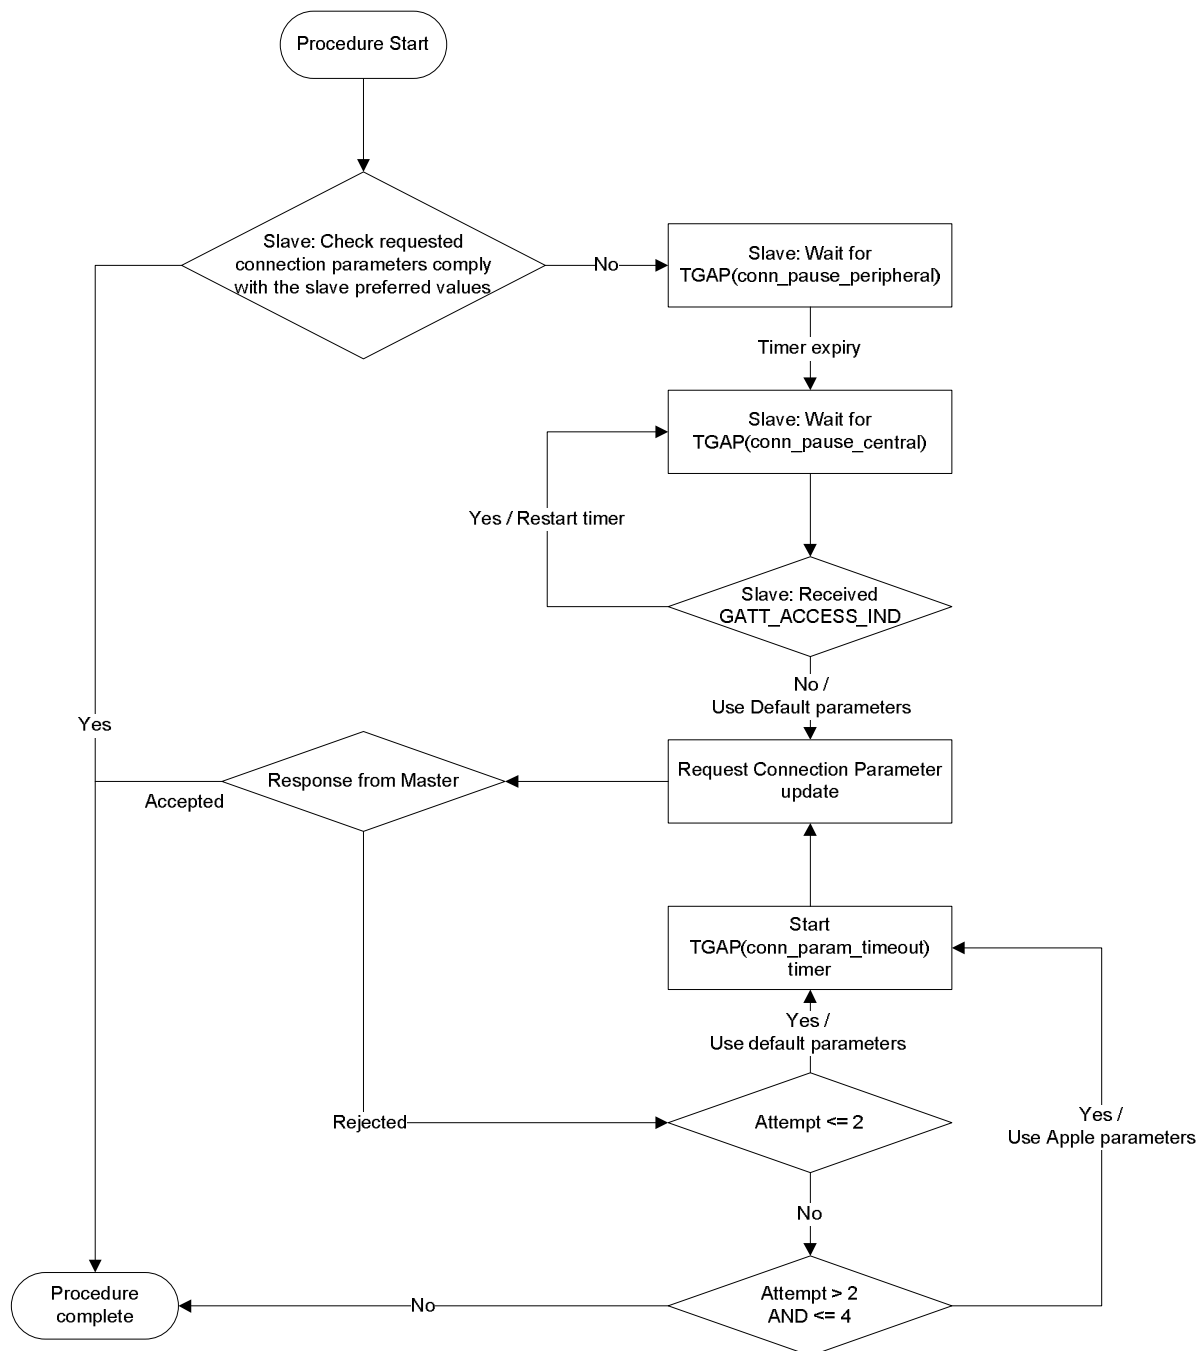 Procedure Start
Slave: Check requested
connection parameters comply
with the slave preferred values
No
Slave: Wait for
TGAP(conn_pause_peripheral)
Timer expiry
Slave: Wait for
TGAP(conn_pause_central)
Yes / Restart timer
Slave: Received
GATT_ACCESS_IND
No /
Use Default parameters
Yes
Response from Master
Accepted
Request Connection Parameter
update
Start
TGAP(conn_param_timeout)
timer
Yes /
Use default parameters
Rejected
Attempt <= 2
Yes /
Use Apple parameters
No
Procedure
complete
No
Attempt > 2
AND <= 4